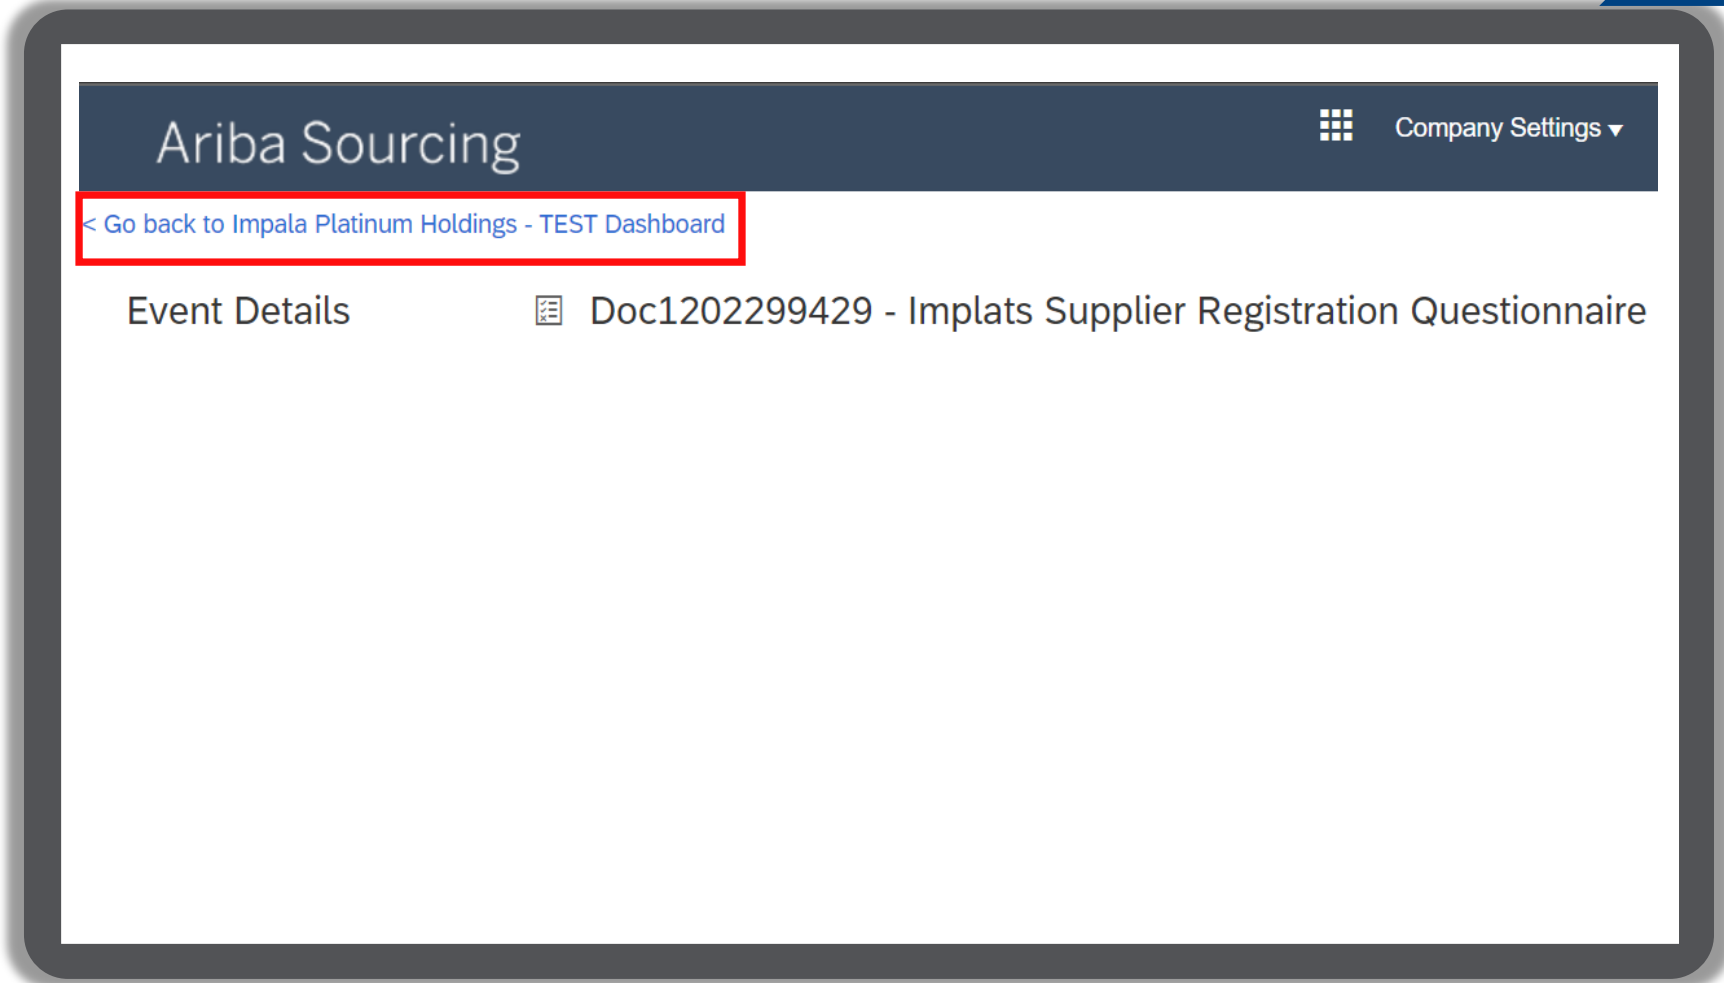 Ariba Sourcing
Company Settings ▾
< Go back to Impala Platinum Holdings - TEST Dashboard
Event Details
Doc1202299429 - Implats Supplier Registration Questionnaire